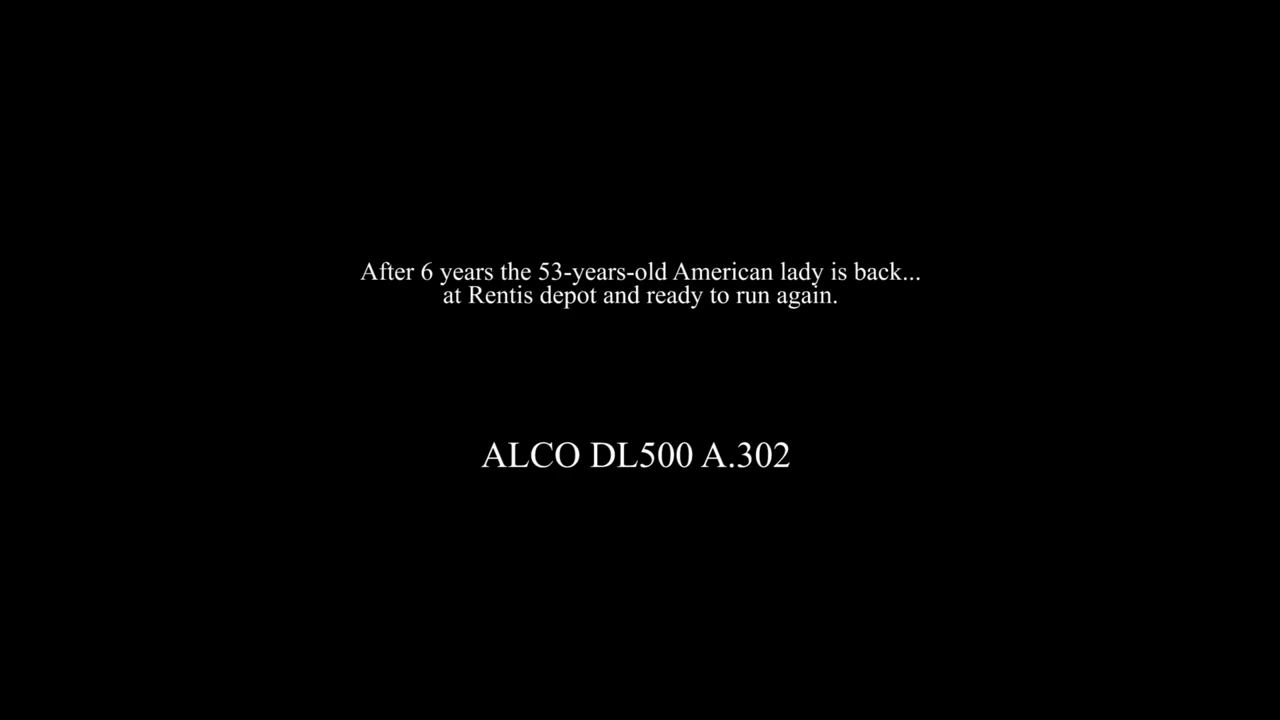 After 6 years the 53-years-old American lady is back...
at Rentis depot and ready to run again.
ALCO DL500 A.302